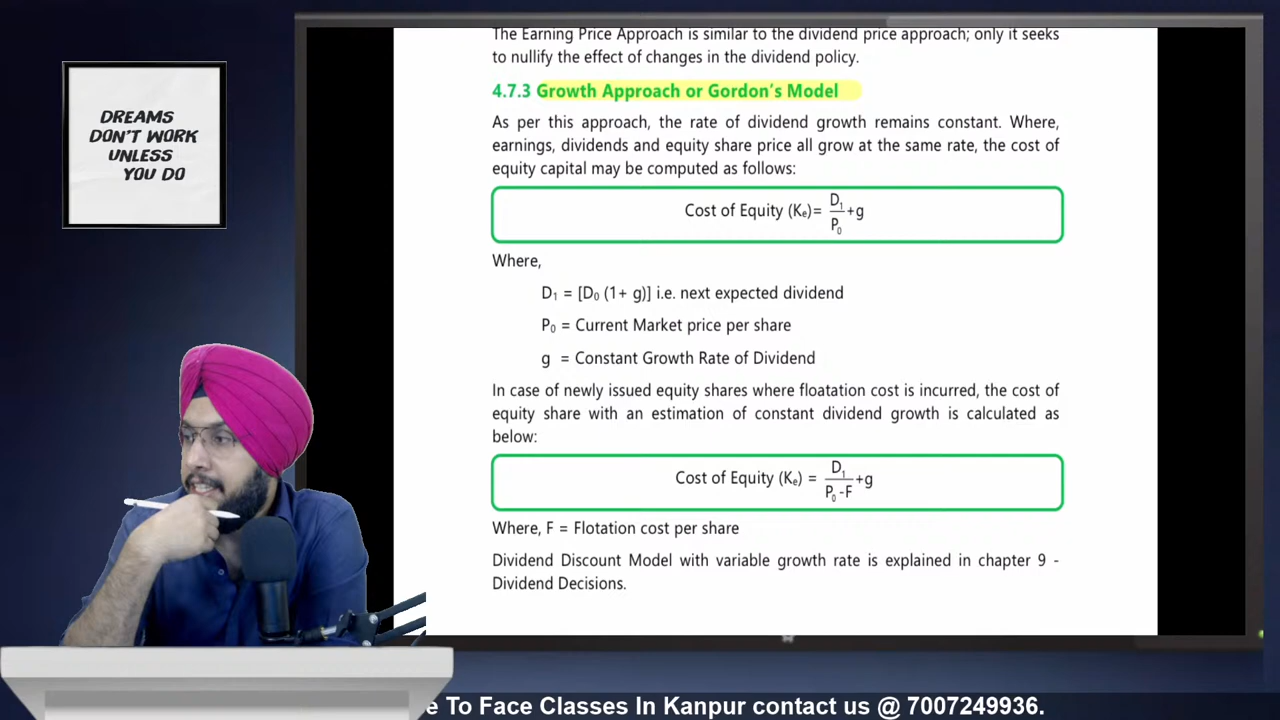 DREAMS
DON'T WORK
UNLESS
YOU DO
The Earning Price Approach is similar to the dividend price approach; only it seeks
to nullify the effect of changes in the dividend policy.
4.7.3 Growth Approach or Gordon's Model
As per this approach, the rate of dividend growth remains constant. Where,
earnings, dividends and equity share price all grow at the same rate, the cost of
equity capital may be computed as follows:
Cost of Equity (Kₑ)= D₁/P₀ +g
Where,
D₁ = [D₀ (1+ g)] i.e. next expected dividend
P₀ = Current Market price per share
g = Constant Growth Rate of Dividend
In case of newly issued equity shares where floatation cost is incurred, the cost of
equity share with an estimation of constant dividend growth is calculated as
below:
Cost of Equity (Kₑ) = D₁/P₀ -F +g
Where, F = Flotation cost per share
Dividend Discount Model with variable growth rate is explained in chapter 9 -
Dividend Decisions.
e To Face Classes In Kanpur contact us @ 7007249936.